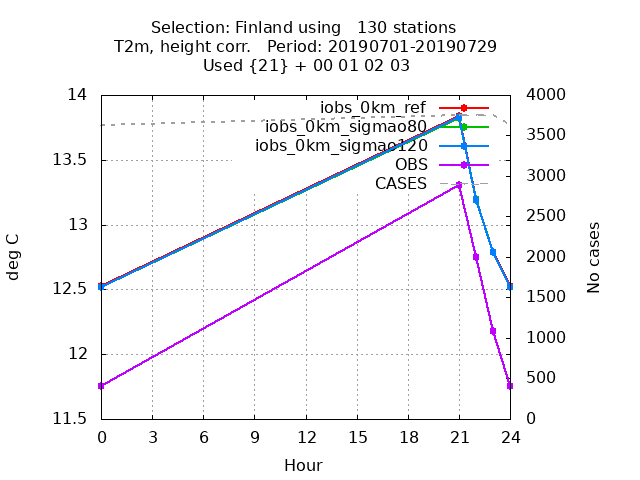 Selection: Finland using 130 stations
T2m, height corr. Period: 20190701-20190729
Used {21} + 00 01 02 03
14
13.5
13
12.5
12
11.5
deg C
iobs_0km_ref
iobs_0km_sigmao80
iobs_0km_sigmao120
OBS
CASES
4000
3500
3000
2500
2000
1500
1000
500
0
No cases
0 3 6 9 12 15 18 21 24
Hour